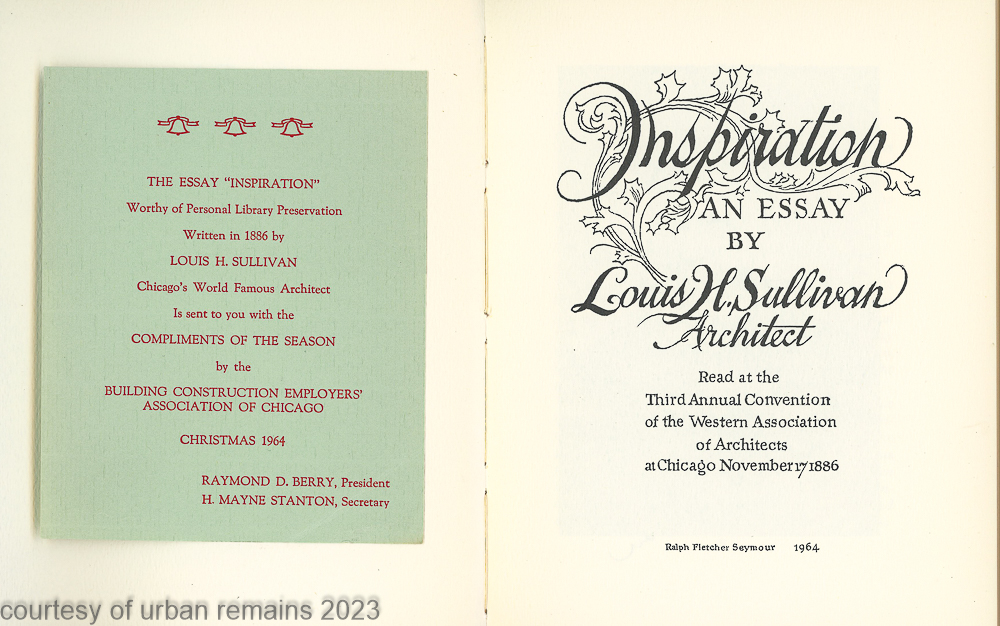 THE ESSAY “INSPIRATION”
Worthy of Personal Library Preservation
Written in 1886 by
LOUIS H. SULLIVAN
Chicago’s World Famous Architect
Is sent to you with the
COMPLIMENTS OF THE SEASON
by the
BUILDING CONSTRUCTION EMPLOYERS’
ASSOCIATION OF CHICAGO
CHRISTMAS 1964
RAYMOND D. BERRY, President
H. MAYNE STANTON, Secretary
Inspiration
AN ESSAY
BY
Louis H. Sullivan
Architect
Read at the
Third Annual Convention
of the Western Association
of Architects
at Chicago November 17 1886
Ralph Fletcher Seymour 1964
courtesy of urban remains 2023